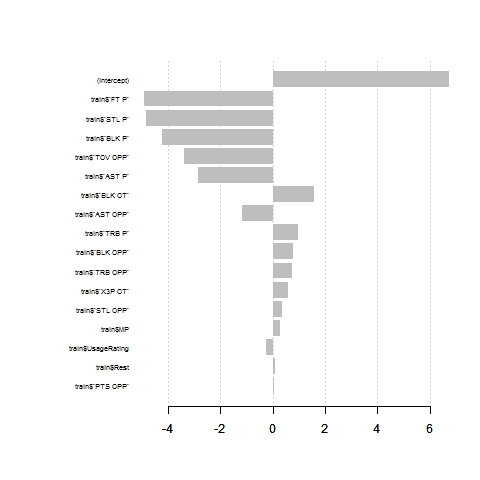 (Intercept)
train$`FT P`
train$`STL P`
train$`BLK P`
train$`TOV OPP`
train$`AST P`
train$`BLK OT`
train$`AST OPP`
train$`TRB P`
train$`BLK OPP`
train$`TRB OPP`
train$`X3P OT`
train$`STL OPP`
train$MP
train$UsageRating
train$Rest
train$`PTS OPP`
-4 -2 0 2 4 6